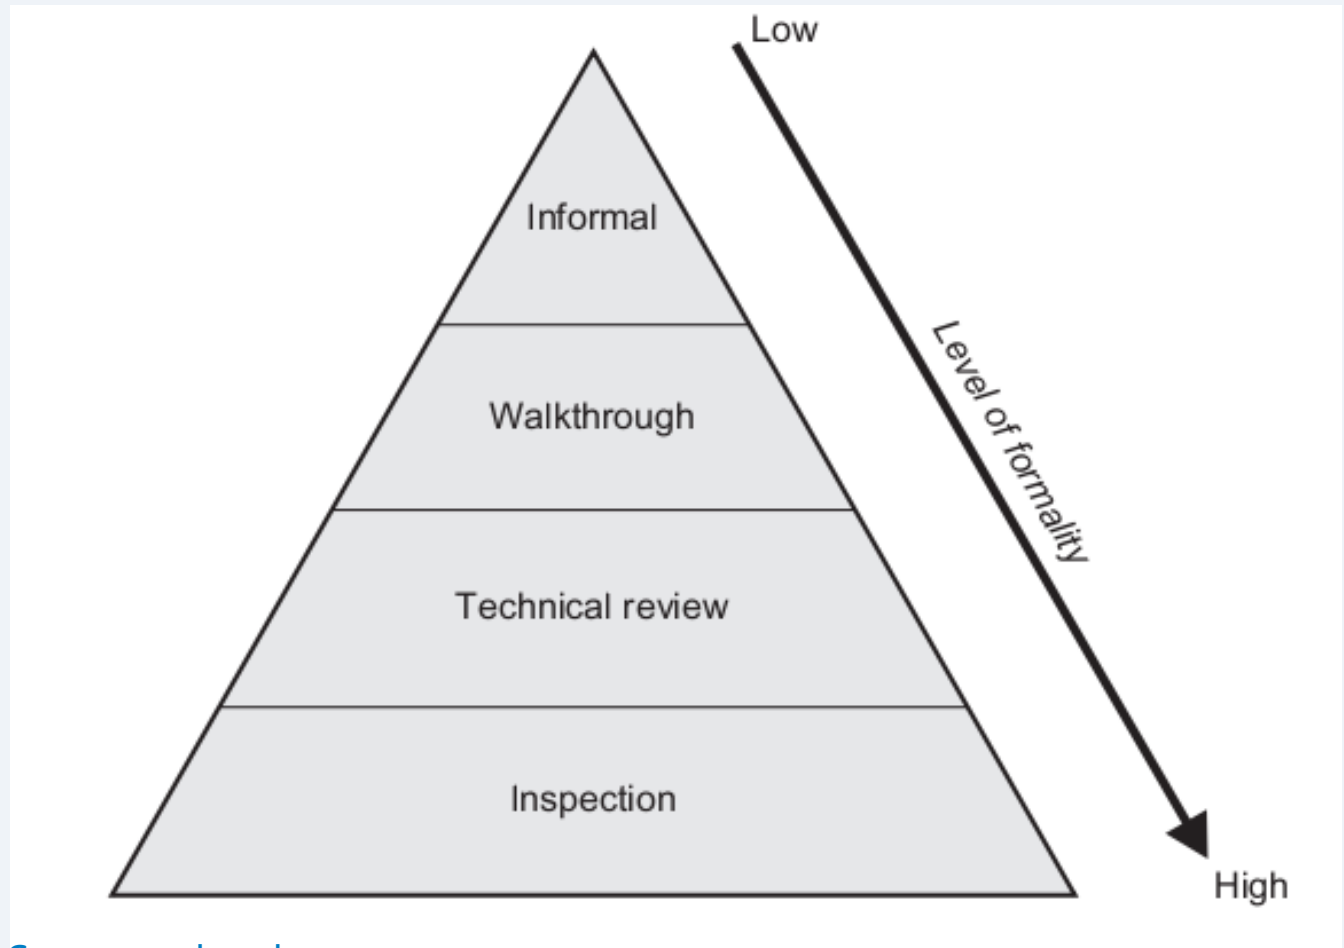 Low
Informal
Walkthrough
Level of formality
Technical review
Inspection
High